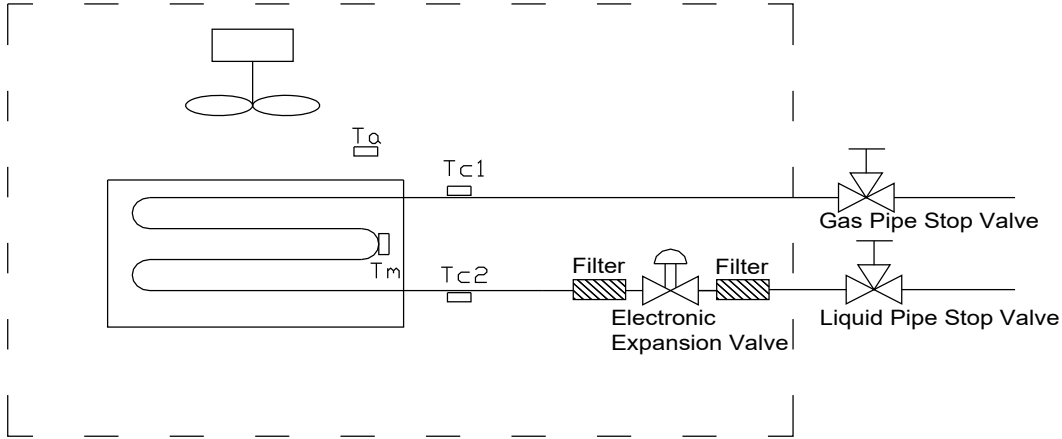 Ta
Tc1
Gas Pipe Stop Valve
Tm
Tc2
Filter
Filter
Electronic
Expansion Valve
Liquid Pipe Stop Valve